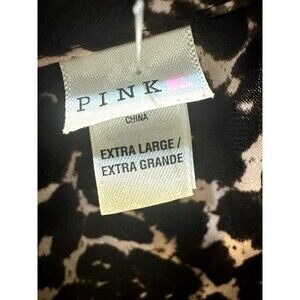 PINK
CHINA
EXTRA LARGE/
EXTRA GRANDE